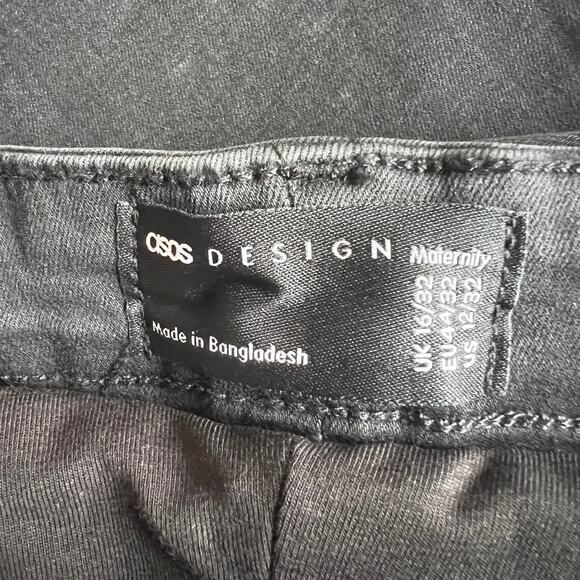 asos DESIGN Maternity
UK 16/32
EU 44/32
US 12/32
Made in Bangladesh